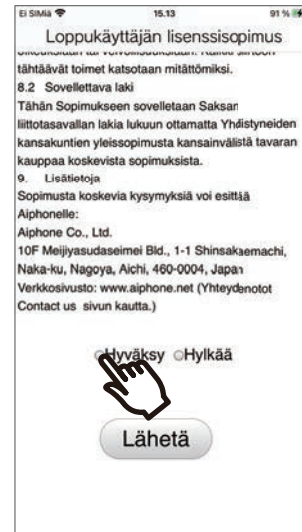 Ei SIMiä 15.13 91 %
Loppukäyttäjän lisenssisopimus
tähtäävät toimet katsotaan mitättömiksi.
8.2 Sovellettava laki
Tähän Sopimukseen sovelletaan Saksan
liittotasavallan lakia lukuun ottamatta Yhdistyneiden
kansakuntien yleissopimusta kansainvälistä tavaran
kauppaa koskevista sopimuksista.
9. Lisätietoja
Sopimusta koskevia kysymyksiä voi esittää
Aiphonelle:
Aiphone Co., Ltd.
10F Meijiyasudaseimei Bld., 1-1 Shinsakaemachi,
Naka-ku, Nagoya, Aichi, 460-0004, Japan
Verkkosivusto: www.aiphone.net (Yhteydenotot
Contact us sivun kautta.)
Hyväksy Hylkää
Lähetä